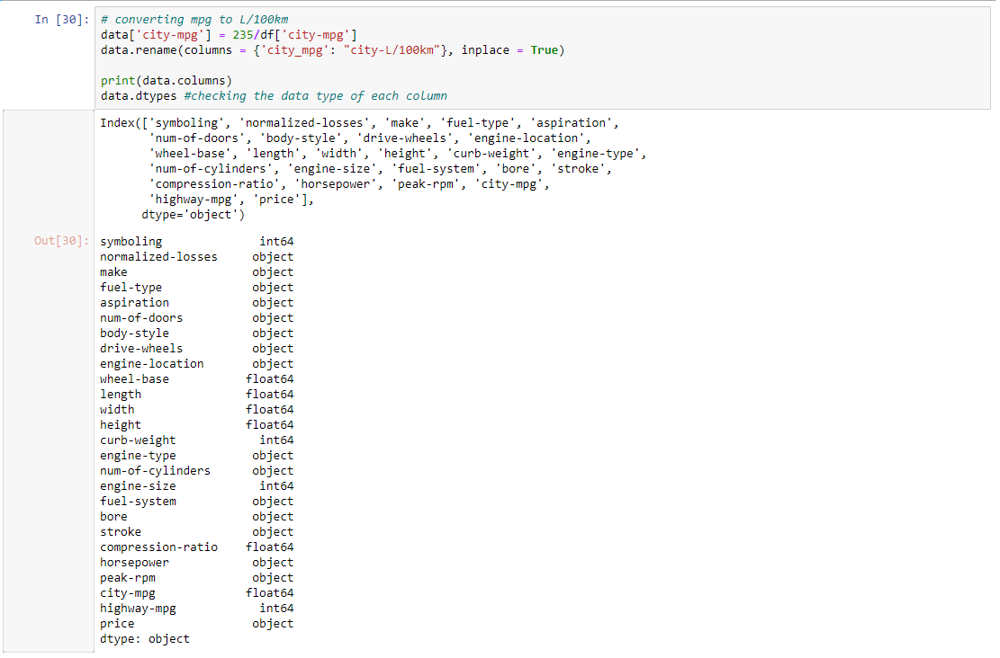 In [30]: # converting mpg to L/100km
data['city-mpg'] = 235/df['city-mpg']
data.rename(columns = {'city_mpg': "city-L/100km"}, inplace = True)

print(data.columns)
data.dtypes #checking the data type of each column
Index(['symboling', 'normalized-losses', 'make', 'fuel-type', 'aspiration',
       'num-of-doors', 'body-style', 'drive-wheels', 'engine-location',
       'wheel-base', 'length', 'width', 'height', 'curb-weight', 'engine-type',
       'num-of-cylinders', 'engine-size', 'fuel-system', 'bore', 'stroke',
       'compression-ratio', 'horsepower', 'peak-rpm', 'city-mpg',
       'highway-mpg', 'price'],
      dtype='object')
Out[30]: symboling              int64
normalized-losses     object
make                  object
fuel-type             object
aspiration            object
num-of-doors          object
body-style            object
drive-wheels          object
engine-location       object
wheel-base           float64
length               float64
width                float64
height               float64
curb-weight            int64
engine-type           object
num-of-cylinders      object
engine-size            int64
fuel-system           object
bore                  object
stroke                object
compression-ratio    float64
horsepower            object
peak-rpm              object
city-mpg             float64
highway-mpg            int64
price                 object
dtype: object